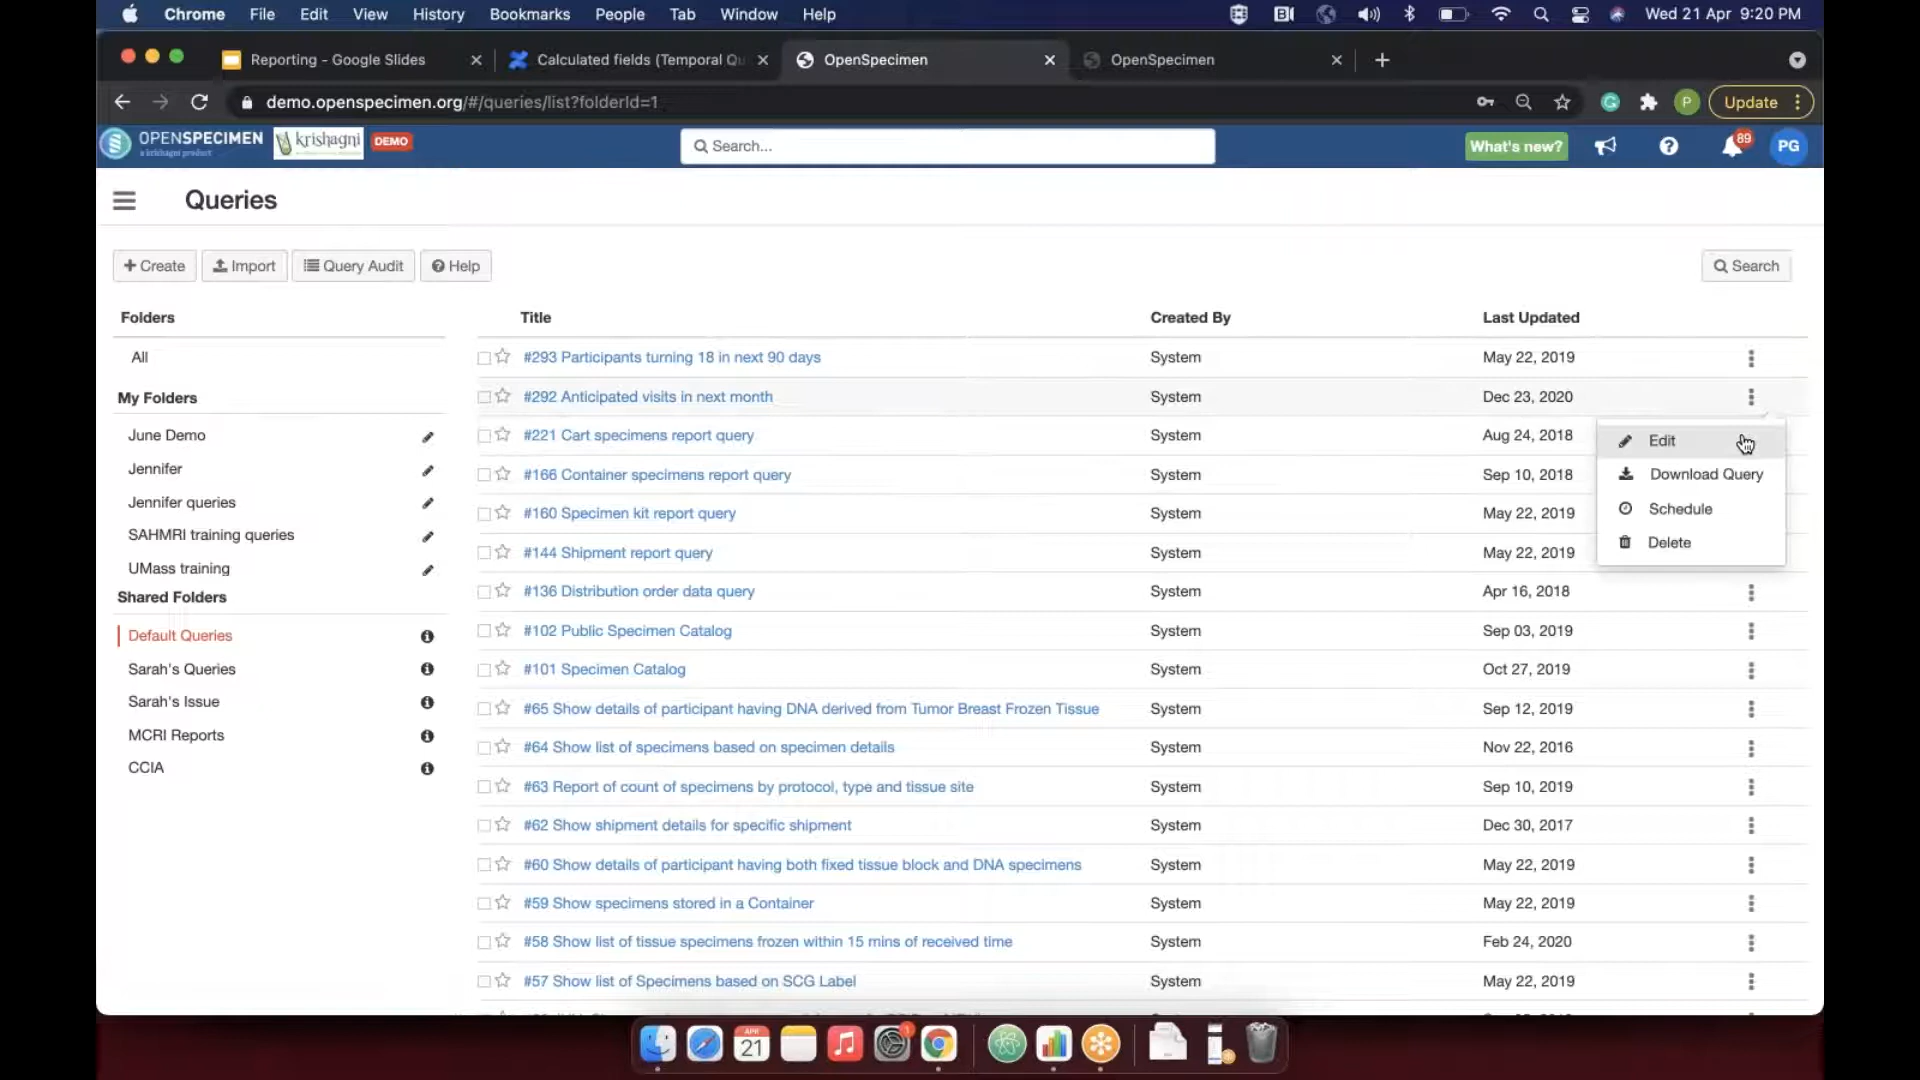 Chrome File Edit View History Bookmarks People Tab Window Help Wed 21 Apr 9:20 PM
Reporting - Google Slides Calculated fields (Temporal Qu OpenSpecimen OpenSpecimen
demo.openspecimen.org/#/queries/list?folderId=1 P Update
OPENSPECIMEN krishagni DEMO Search... What's new? 89 PG
a krishagni product
Queries
Create Import Query Audit Help Search
Folders Title Created By Last Updated
All #293 Participants turning 18 in next 90 days System May 22, 2019
My Folders #292 Anticipated visits in next month System Dec 23, 2020
June Demo #221 Cart specimens report query System Aug 24, 2018 Edit
Jennifer #166 Container specimens report query System Sep 10, 2018 Download Query
Jennifer queries #160 Specimen kit report query System May 22, 2019 Schedule
SAHMRI training queries #144 Shipment report query System May 22, 2019 Delete
UMass training #136 Distribution order data query System Apr 16, 2018
Shared Folders
Default Queries #102 Public Specimen Catalog System Sep 03, 2019
Sarah's Queries #101 Specimen Catalog System Oct 27, 2019
Sarah's Issue #65 Show details of participant having DNA derived from Tumor Breast Frozen Tissue System Sep 12, 2019
MCRI Reports #64 Show list of specimens based on specimen details System Nov 22, 2016
CCIA #63 Report of count of specimens by protocol, type and tissue site System Sep 10, 2019
#62 Show shipment details for specific shipment System Dec 30, 2017
#60 Show details of participant having both fixed tissue block and DNA specimens System May 22, 2019
#59 Show specimens stored in a Container System May 22, 2019
#58 Show list of tissue specimens frozen within 15 mins of received time System Feb 24, 2020
#57 Show list of Specimens based on SCG Label System May 22, 2019
APR
21 1